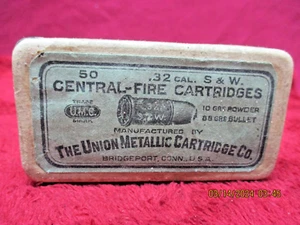 50 .32 CAL. S & W.
CENTRAL-FIRE CARTRIDGES
TRADE U.M.C. MARK
10 GRS POWDER
88 GRS BULLET
.32
S.&W.
MANUFACTURED BY
THE UNION METALLIC CARTRIDGE CO.
BRIDGEPORT, CONN., U.S.A.